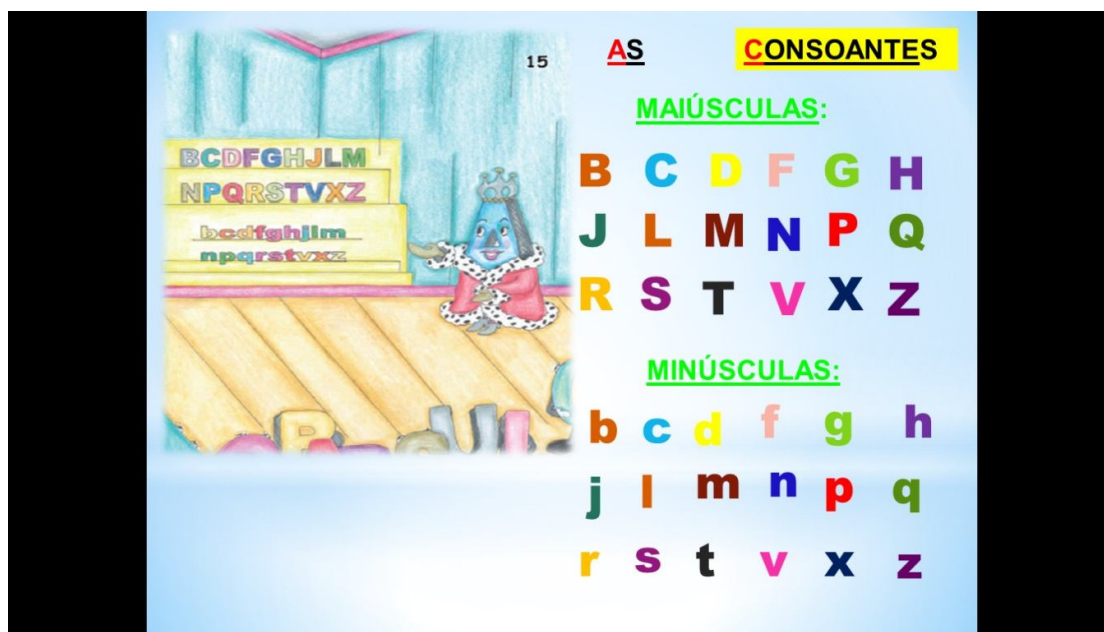 15
BCDFGHJLM
NPQRSTVXZ
bcdfghjlm
npqrstvxz
AS CONSOANTES
MAIÚSCULAS:
B C D F G H
J L M N P Q
R S T V X Z
MINÚSCULAS:
b c d f g h
j l m n p q
r s t v x z